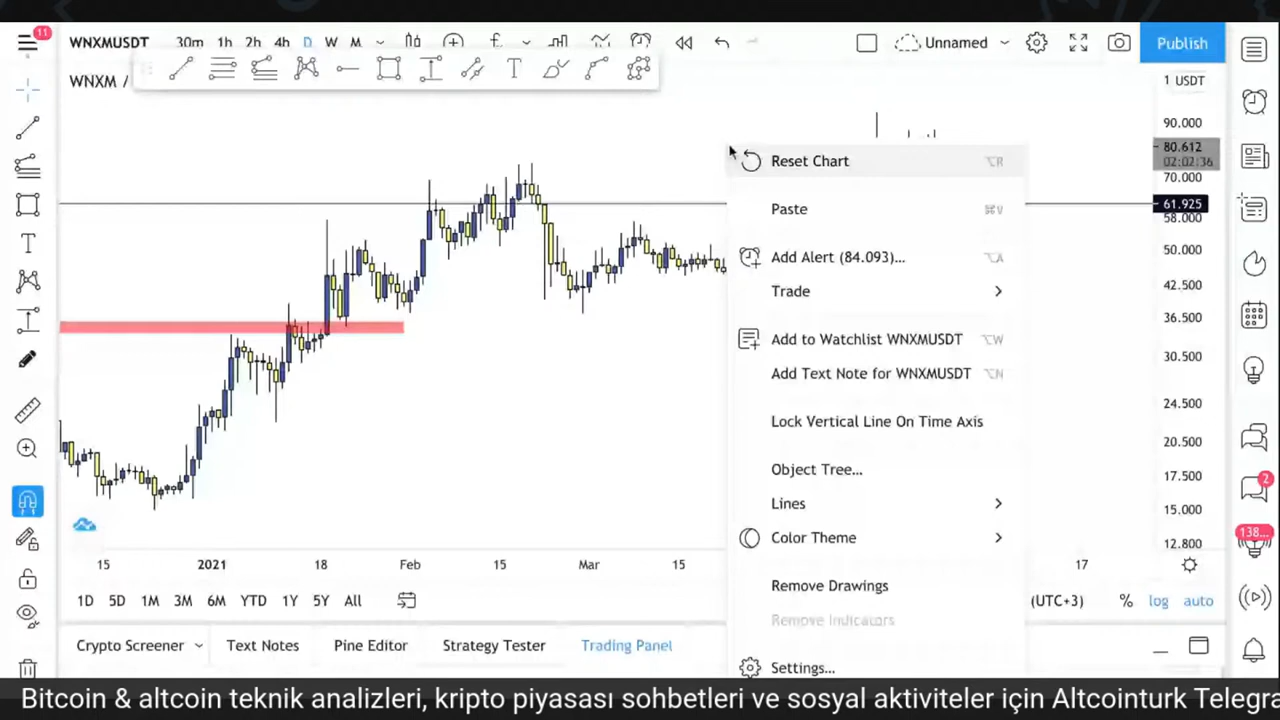 11
WNXMUSDT 30m 1h 2h 4h D W M Unnamed Publish
WNXM /
1 USDT
90.000
80.612
02:02:36
70.000
61.925
58.000
50.000
42.500
36.500
30.500
24.500
20.500
17.500
15.000
12.800
Reset Chart ⌥R
Paste ⌘V
Add Alert (84.093)... ⌥A
Trade
Add to Watchlist WNXMUSDT ⌥W
Add Text Note for WNXMUSDT ⌥N
Lock Vertical Line On Time Axis
Object Tree...
Lines
Color Theme
Remove Drawings
Remove Indicators
Settings...
2
138...
15 2021 18 Feb 15 Mar 15 17
1D 5D 1M 3M 6M YTD 1Y 5Y All (UTC+3) % log auto
Crypto Screener Text Notes Pine Editor Strategy Tester Trading Panel
Bitcoin & altcoin teknik analizleri, kripto piyasası sohbetleri ve sosyal aktiviteler için Altcointurk Telegra